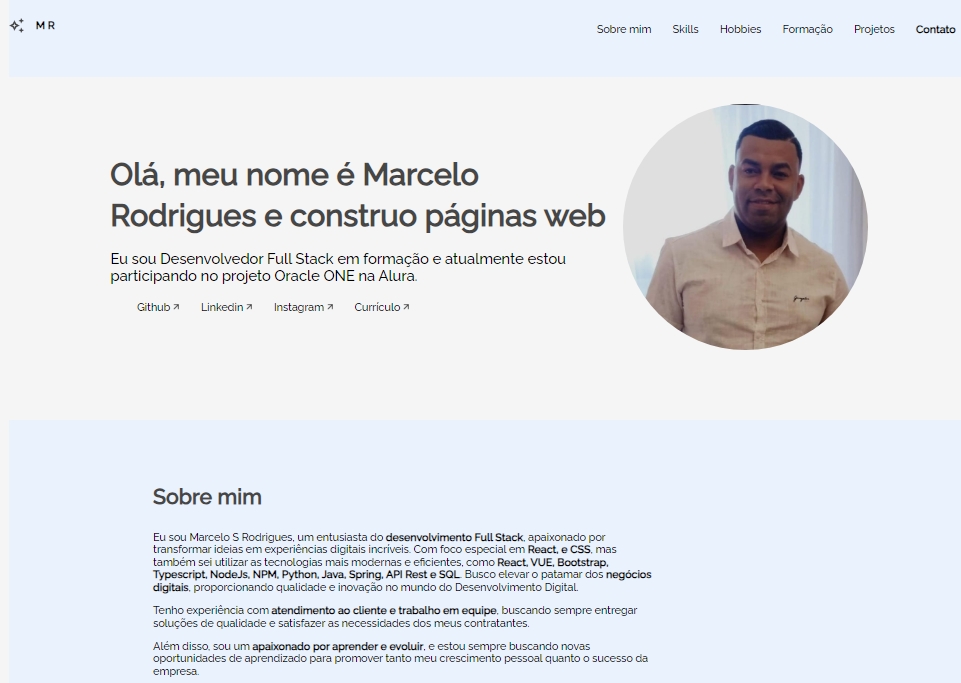 MR
Sobre mim Skills Hobbies Formação Projetos Contato
Olá, meu nome é Marcelo
Rodrigues e construo páginas web
Eu sou Desenvolvedor Full Stack em formação e atualmente estou
participando no projeto Oracle ONE na Alura.
Github Linkedin Instagram Currículo
Sobre mim
Eu sou Marcelo S Rodrigues, um entusiasta do desenvolvimento Full Stack, apaixonado por
transformar ideias em experiências digitais incríveis. Com foco especial em React, e CSS, mas
também sei utilizar as tecnologias mais modernas e eficientes, como React, VUE, Bootstrap,
Typescript, NodeJs, NPM, Python, Java, Spring, API Rest e SQL. Busco elevar o patamar dos negócios
digitais, proporcionando qualidade e inovação no mundo do Desenvolvimento Digital.
Tenho experiência com atendimento ao cliente e trabalho em equipe, buscando sempre entregar
soluções de qualidade e satisfazer as necessidades dos meus contratantes.
Além disso, sou um apaixonado por aprender e evoluir, e estou sempre buscando novas
oportunidades de aprendizado para promover tanto meu crescimento pessoal quanto o sucesso da
empresa.